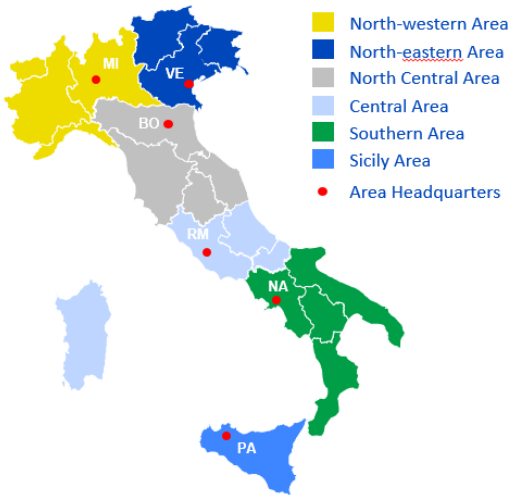 North-western Area
North-eastern Area
North Central Area
Central Area
Southern Area
Sicily Area
Area Headquarters
MI
VE
BO
RM
NA
PA